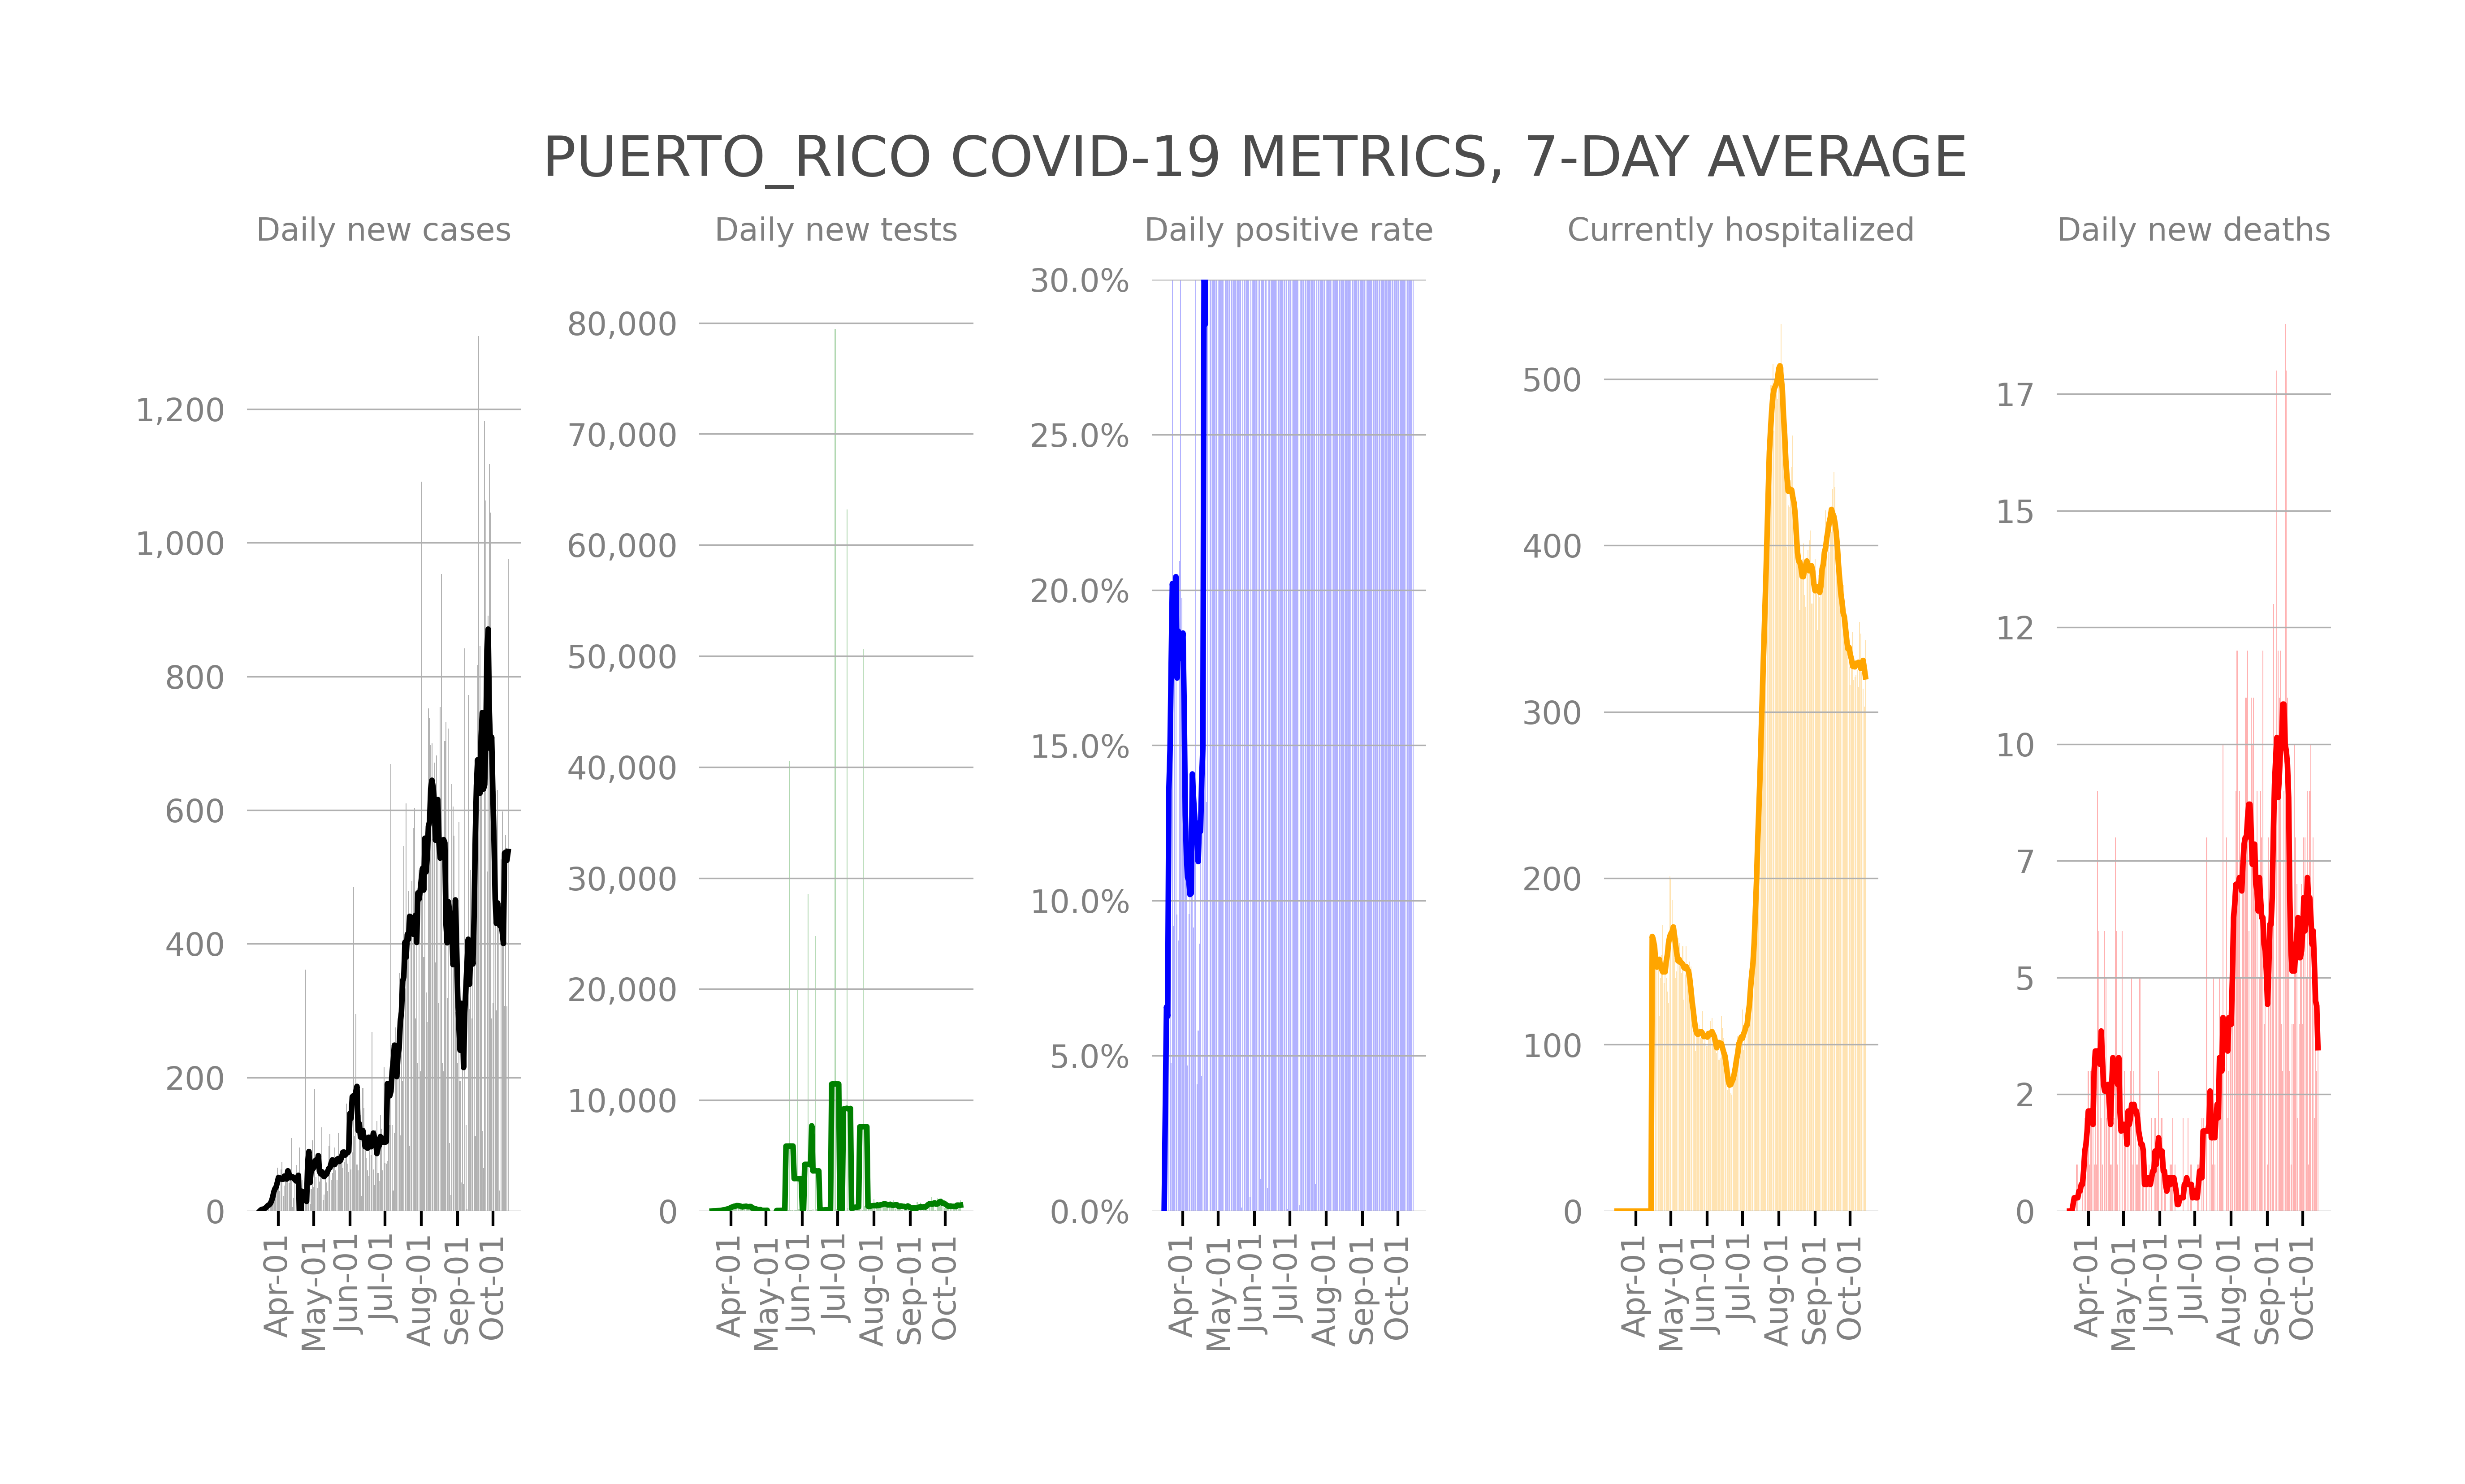 PUERTO_RICO COVID-19 METRICS, 7-DAY AVERAGE
Daily new cases
1,200
1,000
800
600
400
200
0
Apr-01
May-01
Jun-01
Jul-01
Aug-01
Sep-01
Oct-01
Daily new tests
80,000
70,000
60,000
50,000
40,000
30,000
20,000
10,000
0
Apr-01
May-01
Jun-01
Jul-01
Aug-01
Sep-01
Oct-01
Daily positive rate
30.0%
25.0%
20.0%
15.0%
10.0%
5.0%
0.0%
Apr-01
May-01
Jun-01
Jul-01
Aug-01
Sep-01
Oct-01
Currently hospitalized
500
400
300
200
100
0
Apr-01
May-01
Jun-01
Jul-01
Aug-01
Sep-01
Oct-01
Daily new deaths
17
15
12
10
7
5
2
0
Apr-01
May-01
Jun-01
Jul-01
Aug-01
Sep-01
Oct-01